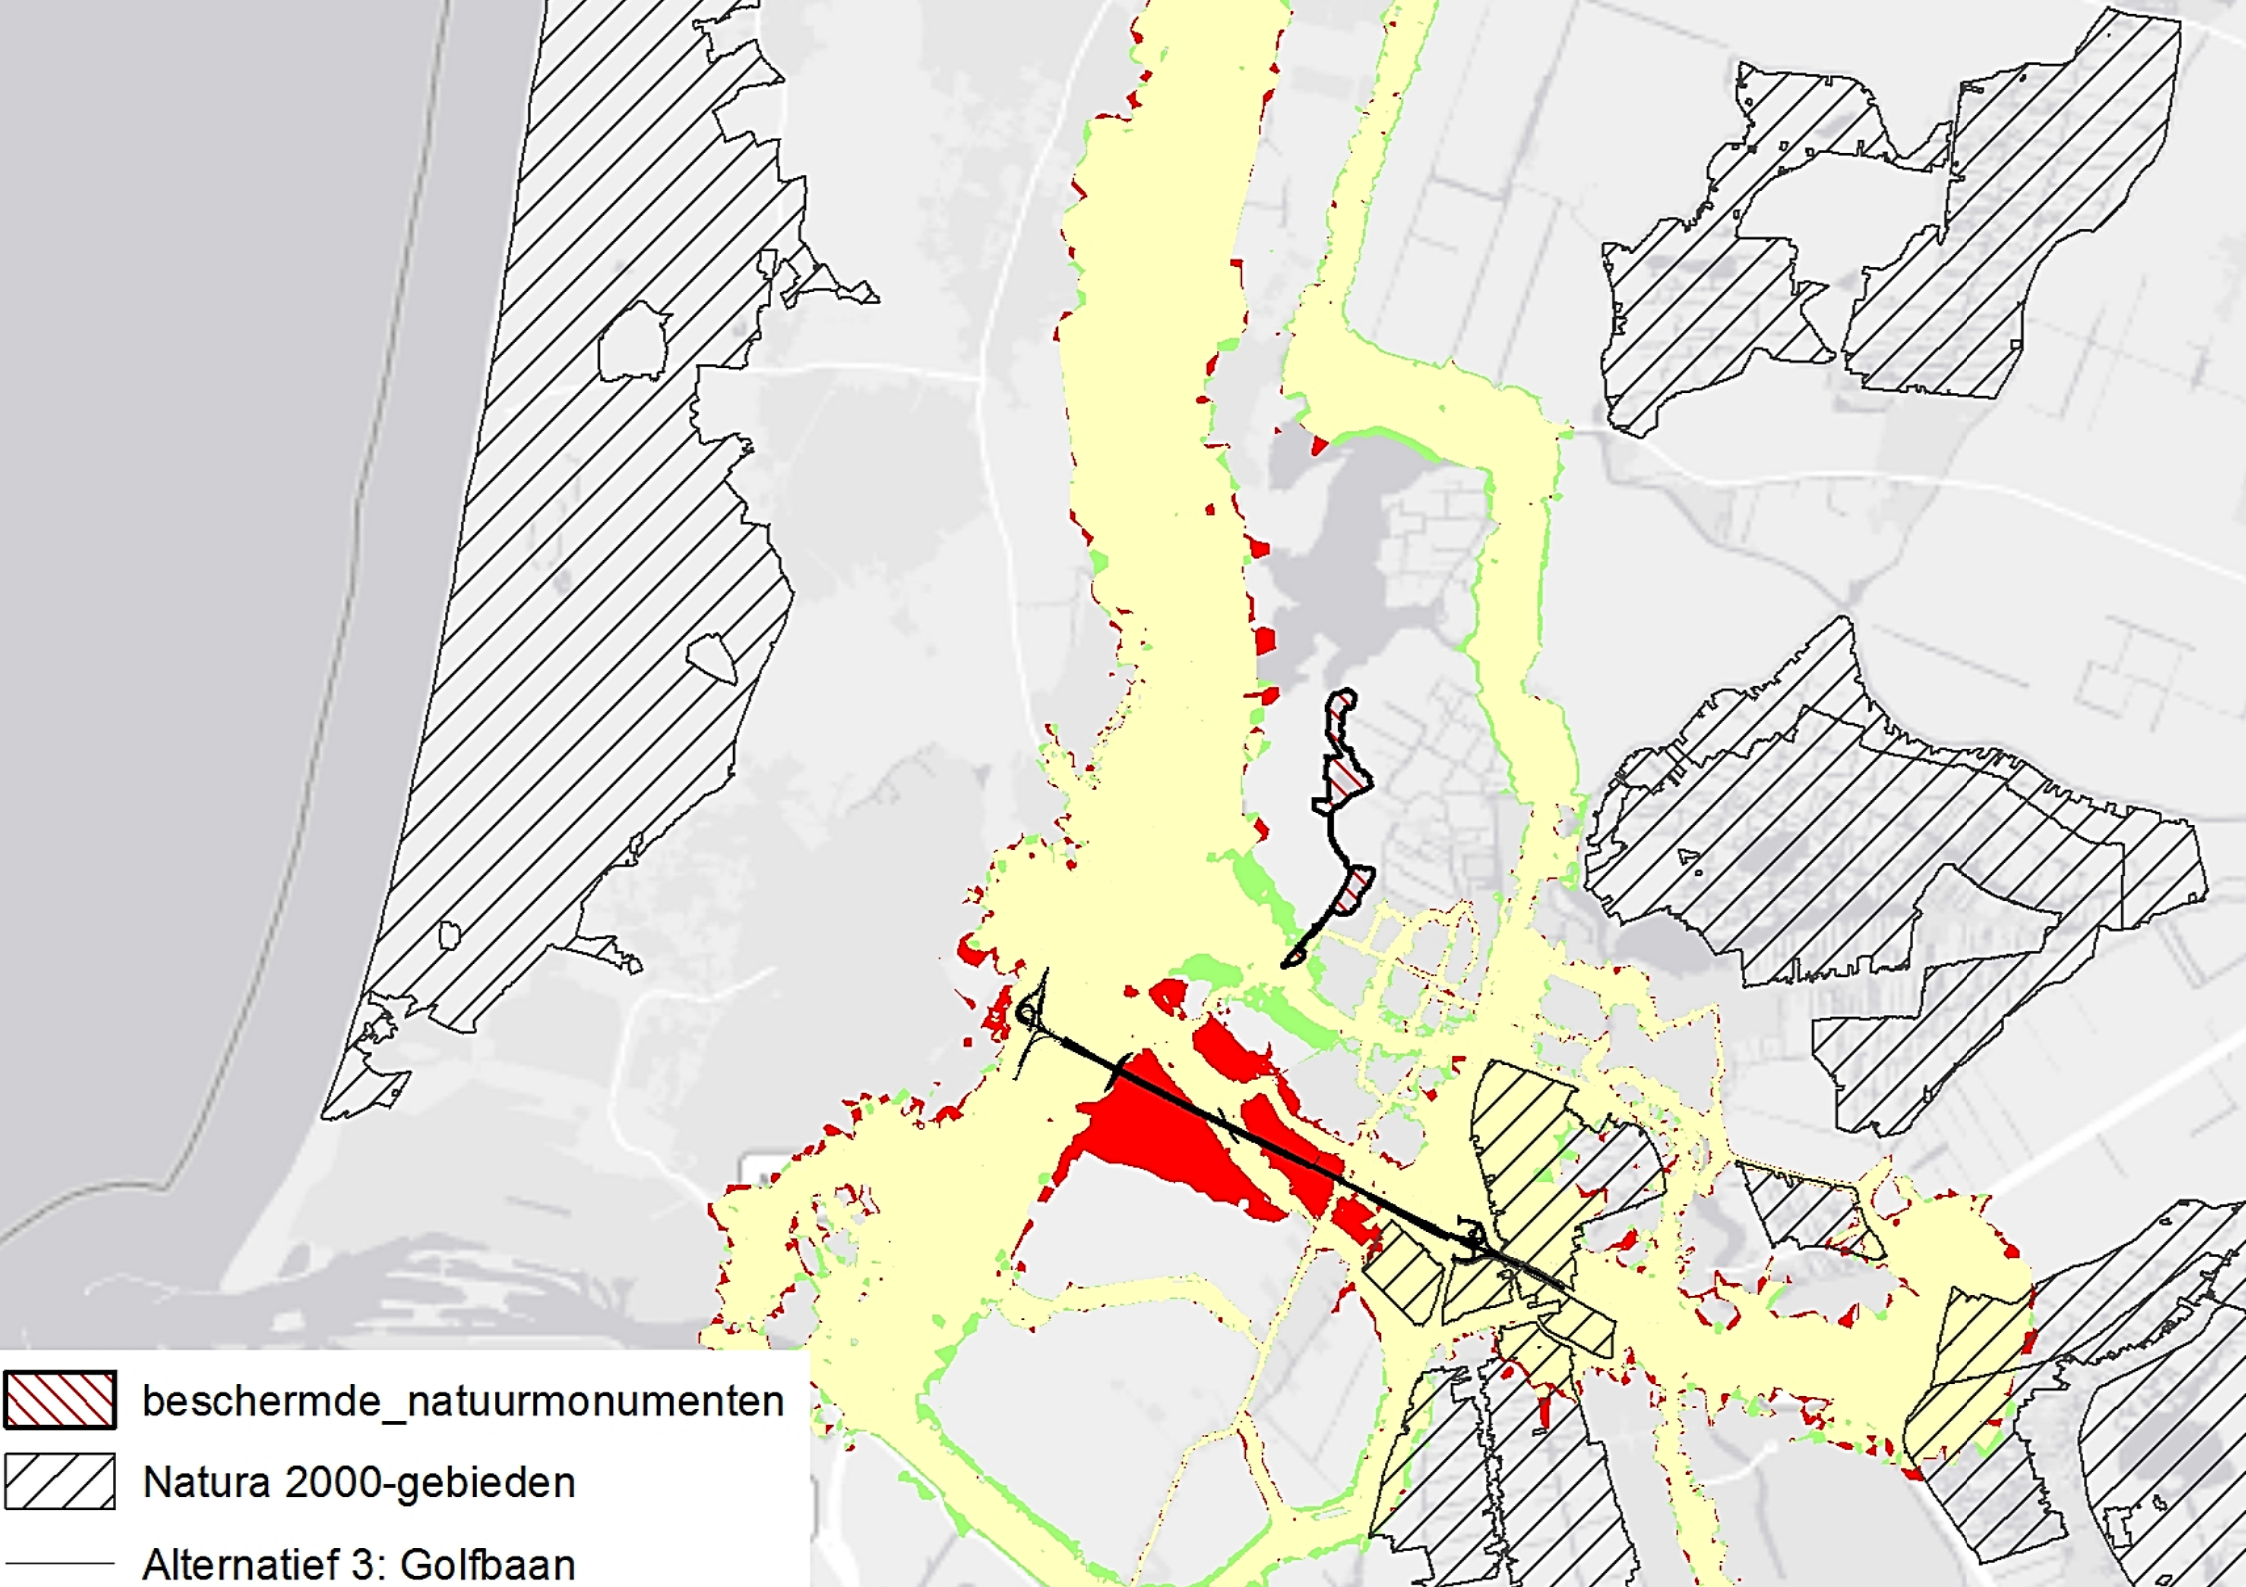 beschermde_natuurmonumenten
Natura 2000-gebieden
Alternatief 3: Golfbaan